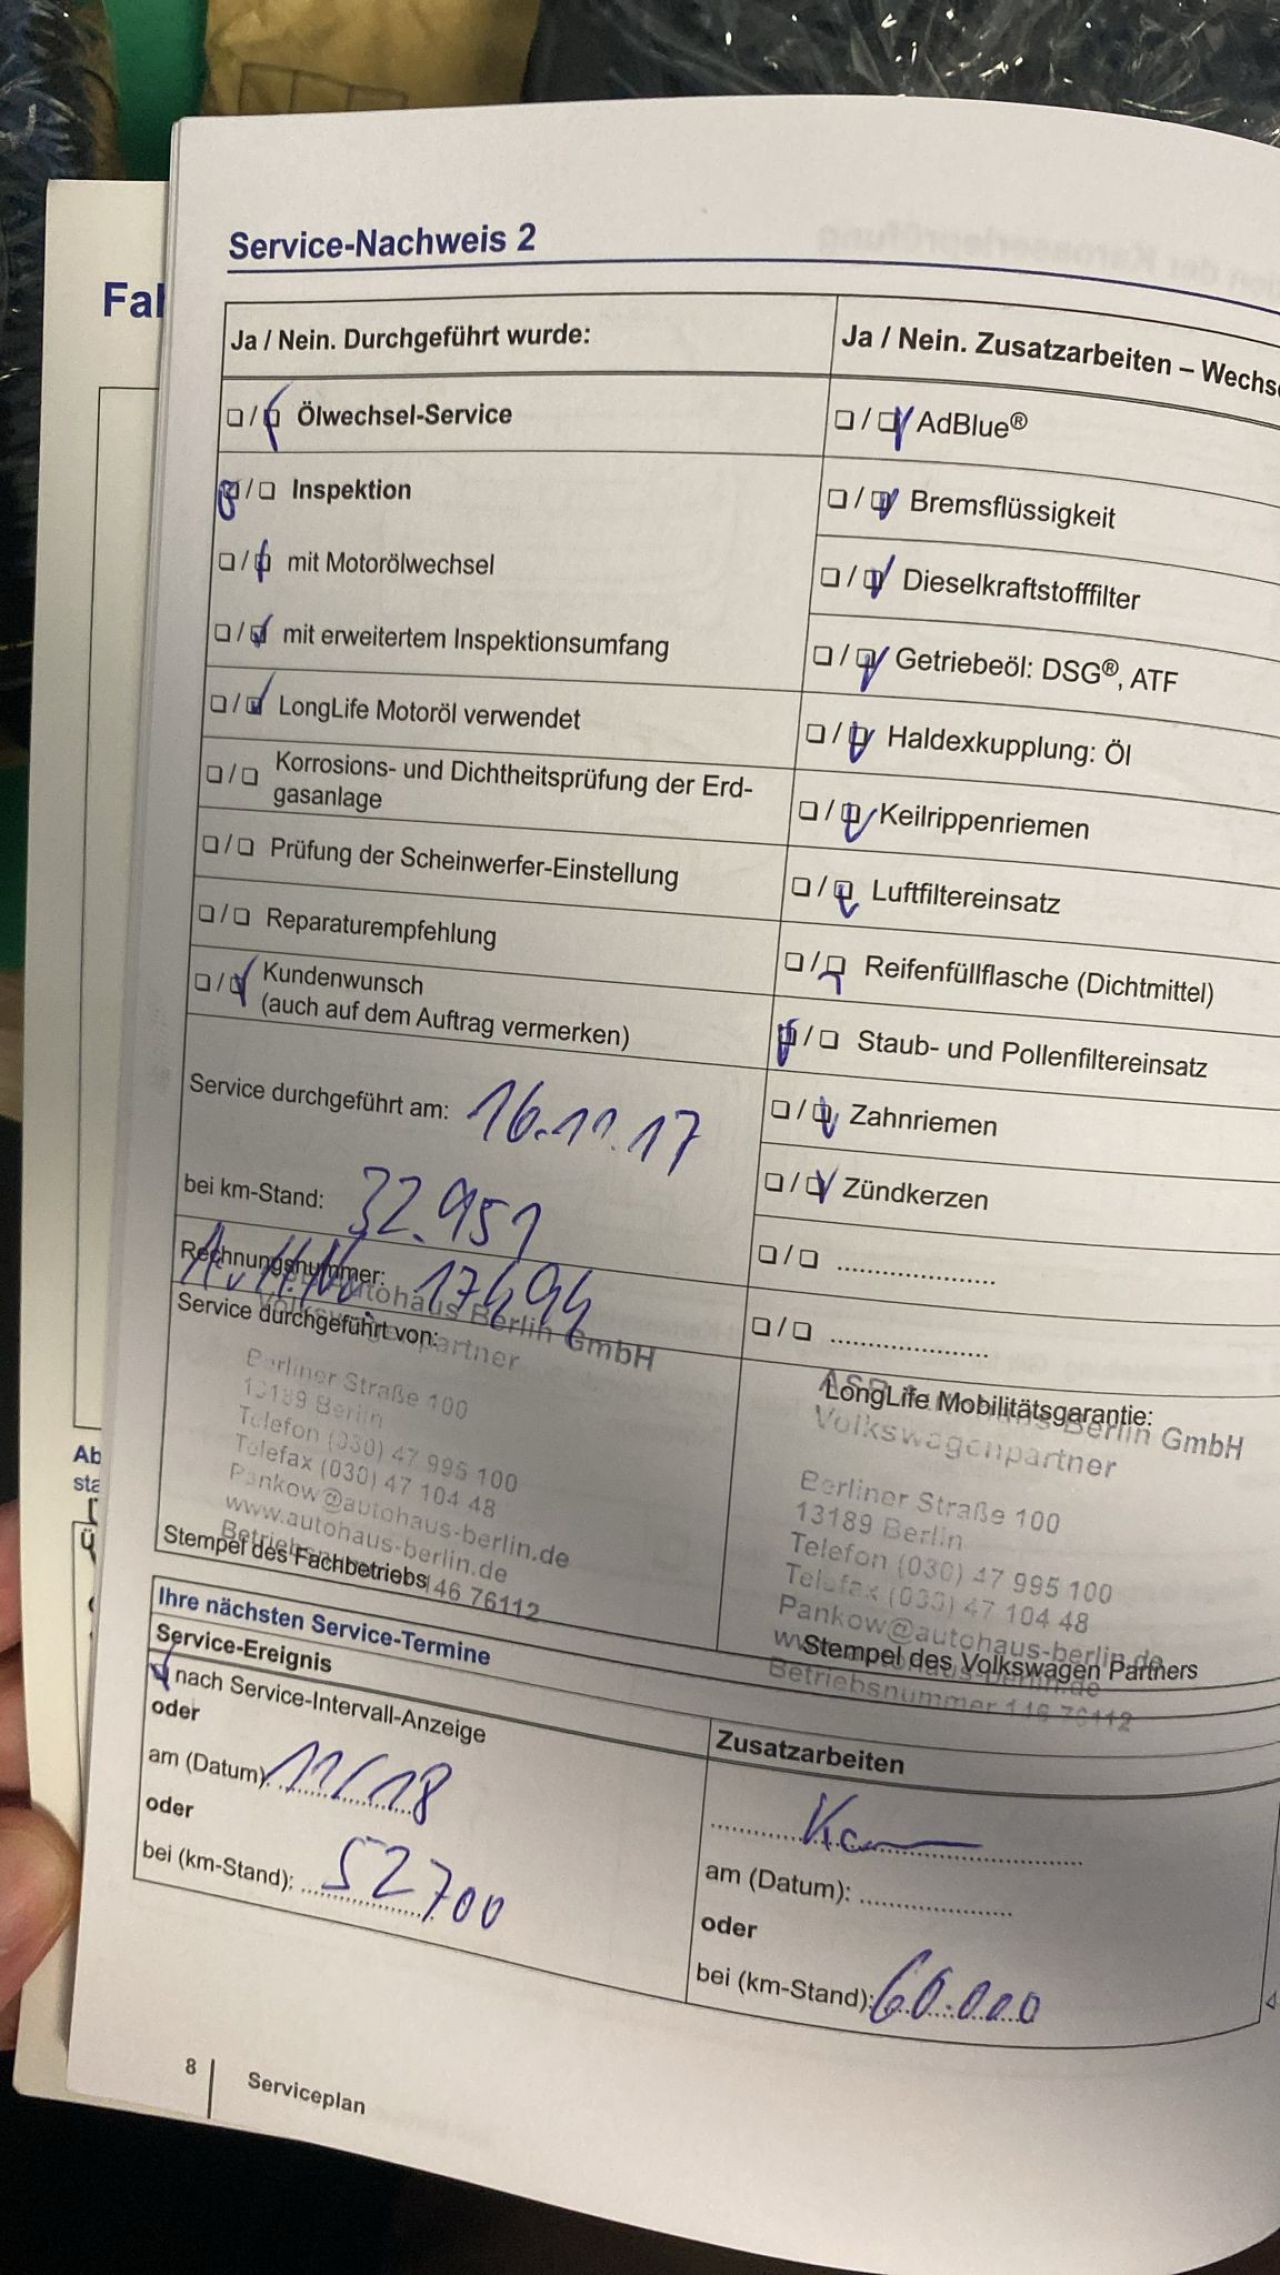 Service-Nachweis 2
Ja / Nein. Durchgeführt wurde:
Ölwechsel-Service
Inspektion
mit Motorölwechsel
mit erweitertem Inspektionsumfang
LongLife Motoröl verwendet
Korrosions- und Dichtheitsprüfung der Erd-
gasanlage
Prüfung der Scheinwerfer-Einstellung
Reparaturempfehlung
Kundenwunsch
(auch auf dem Auftrag vermerken)
Service durchgeführt am: 16.11.17
bei km-Stand: 32.951
Rechnungsnummer: 17494
Service durchgeführt von:
Autohaus Berlin GmbH
Volkswagenpartner
Berliner Straße 100
13189 Berlin
Telefon (030) 47 995 100
Telefax (030) 47 104 48
Pankow@autohaus-berlin.de
www.autohaus-berlin.de
76112
Stempel des Fachbetriebs
Ja / Nein. Zusatzarbeiten –
AdBlue®
Bremsflüssigkeit
Dieselkraftstofffilter
Getriebeöl: DSG®, ATF
Haldexkupplung: Öl
Keilrippenriemen
Luftfiltereinsatz
Reifenfüllflasche (Dichtmittel)
Staub- und Pollenfiltereinsatz
Zahnriemen
Zündkerzen
LongLife Mobilitätsgarantie:
Berlin GmbH
Volkswagenpartner
Berliner Straße 100
13189 Berlin
Telefon (030) 47 995 100
Telefax (030) 47 104 48
Pankow@autohaus-berlin.de
Stempel des Volkswagen Partners
Betriebsnummer 146 76112
Ihre nächsten Service-Termine
Service-Ereignis
nach Service-Intervall-Anzeige
oder
am (Datum): 11/18
oder
bei (km-Stand): 52700
Zusatzarbeiten
am (Datum):
oder
bei (km-Stand): 60.000
8
Serviceplan